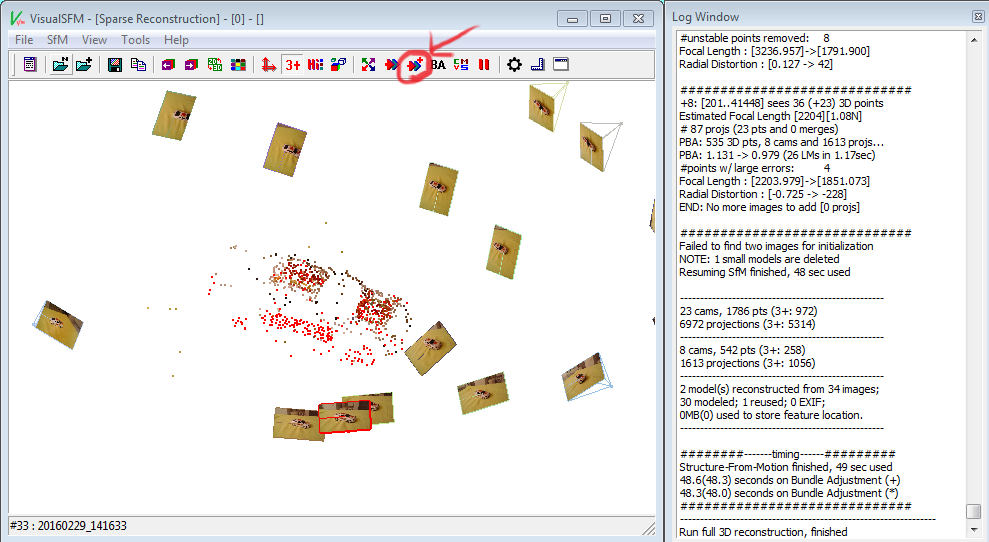 VisualSFM - [Sparse Reconstruction] - [0] - []
File SfM View Tools Help
3+ BA CM VS
#33 : 20160229_141633
Log Window
#unstable points removed: 8
Focal Length : [3236.957]->[1791.900]
Radial Distortion : [0.127 -> 42]
##############################
+8: [201..41448] sees 36 (+23) 3D points
Estimated Focal Length [2204][1.08N]
# 87 projs (23 pts and 0 merges)
PBA: 535 3D pts, 8 cams and 1613 projs...
PBA: 1.131 -> 0.979 (26 LMs in 1.17sec)
#points w/ large errors: 4
Focal Length : [2203.979]->[1851.073]
Radial Distortion : [-0.725 -> -228]
END: No more images to add [0 projs]
##############################
Failed to find two images for initialization
NOTE: 1 small models are deleted
Resuming SfM finished, 48 sec used
----------------------------------------------------
23 cams, 1786 pts (3+: 972)
6972 projections (3+: 5314)
----------------------------------------------------
8 cams, 542 pts (3+: 258)
1613 projections (3+: 1056)
----------------------------------------------------
2 model(s) reconstructed from 34 images;
30 modeled; 1 reused; 0 EXIF;
0MB(0) used to store feature location.
----------------------------------------------------
########-------timing------#########
Structure-From-Motion finished, 49 sec used
48.6(48.3) seconds on Bundle Adjustment (+)
48.3(48.0) seconds on Bundle Adjustment (*)
##############################
----------------------------------------------------------------
Run full 3D reconstruction, finished